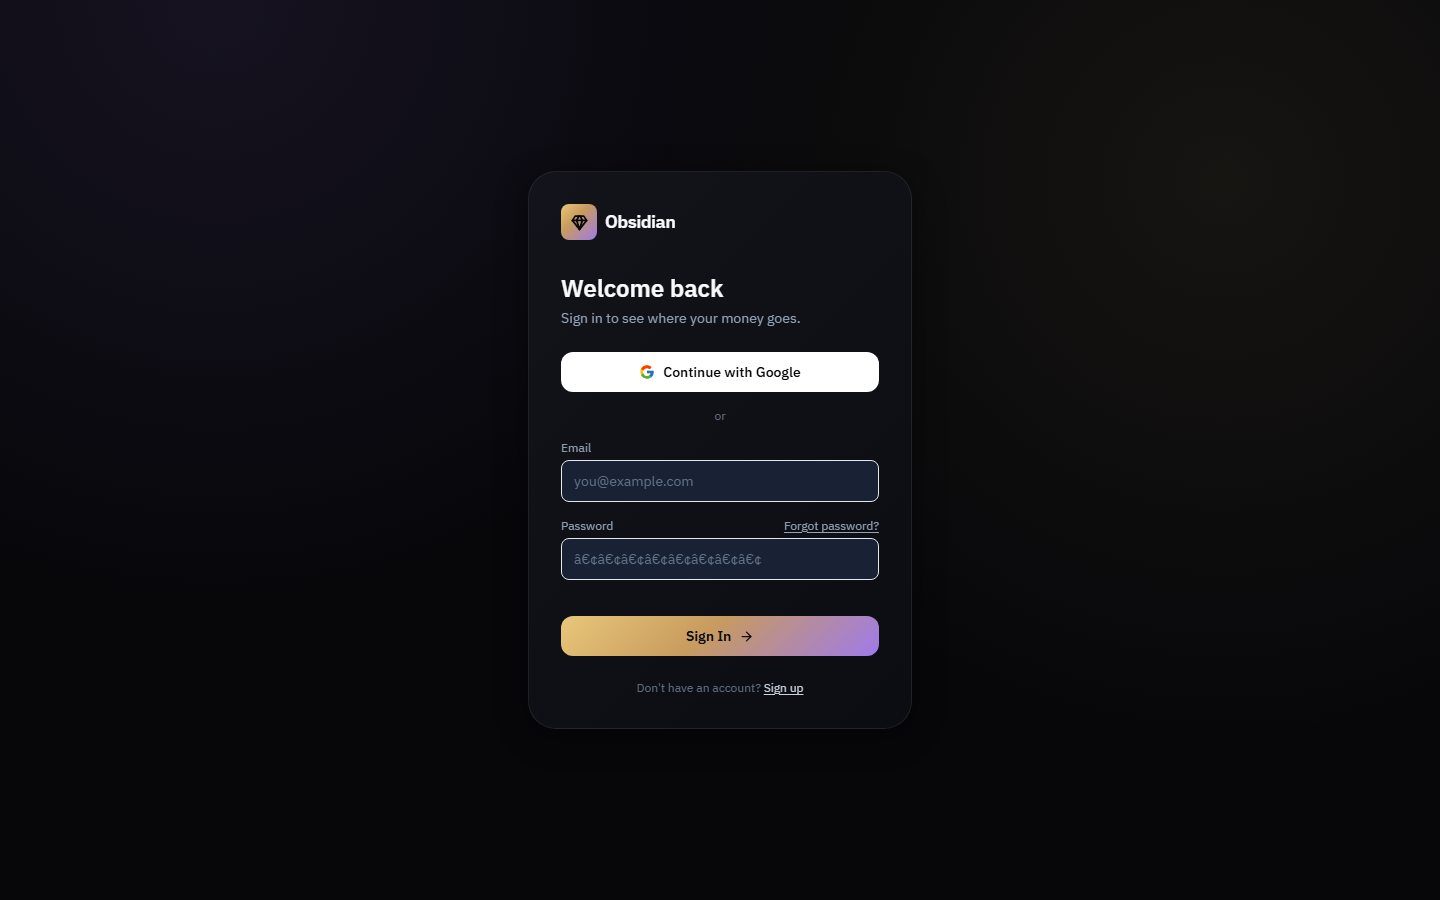 Obsidian
Welcome back
Sign in to see where your money goes.
Continue with Google
or
Email
you@example.com
Password Forgot password?
•••••••â€¢
Sign In →
Don't have an account? Sign up